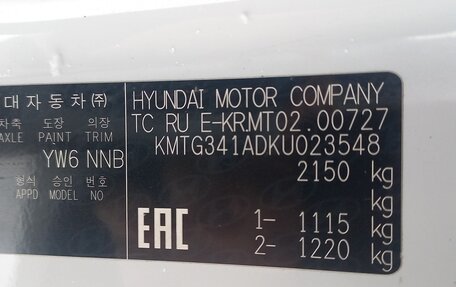 대자동차㈜
차축 도장 의장
AXLE PAINT TRIM
YW6 NNB
형식 승인 번호
APPD MODEL NO
HYUNDAI MOTOR COMPANY
TC RU E-KR.MT02.00727
KMTG341ADKU023548
2150 kg
kg
1- 1115 kg
2- 1220 kg
EAC